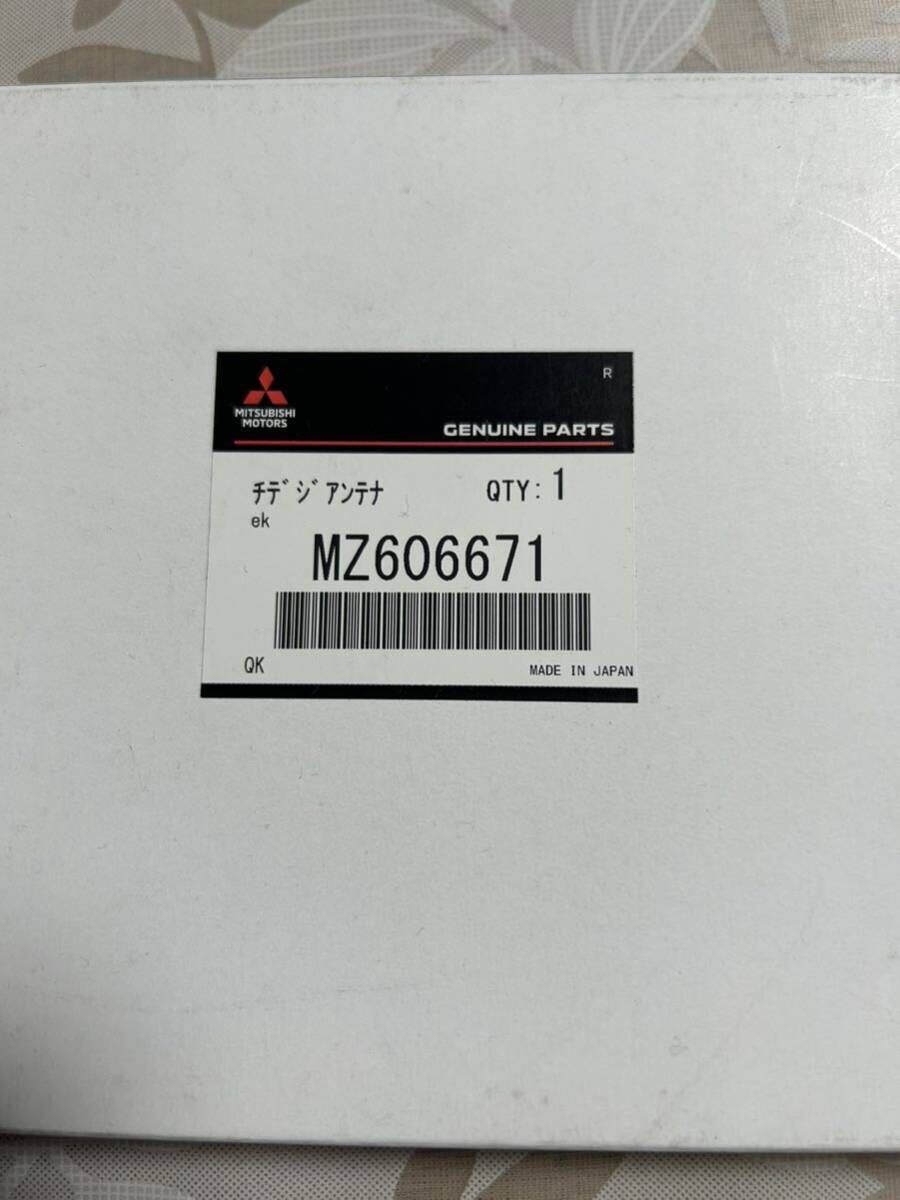 R
MITSUBISHI
MOTORS
GENUINE PARTS
ﾁﾃﾞｼﾞｱﾝﾃﾅ QTY: 1
ek
MZ606671
QK MADE IN JAPAN